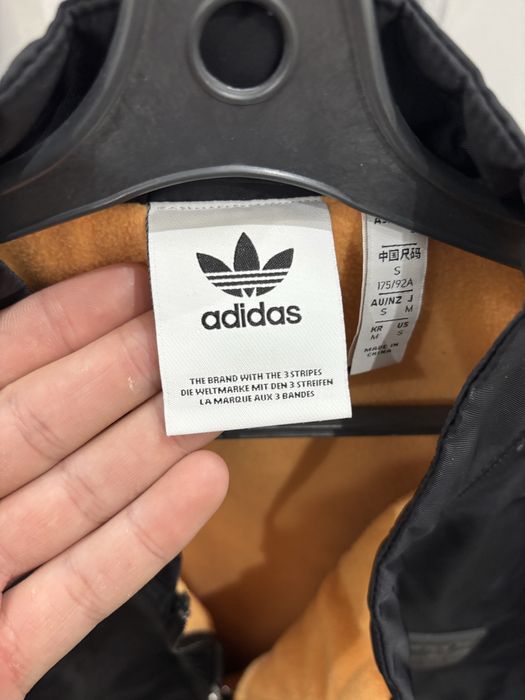 adidas
THE BRAND WITH THE 3 STRIPES
DIE WELTMARKE MIT DEN 3 STREIFEN
LA MARQUE AUX 3 BANDES
中国尺码
S
175/92A
AU/NZ J
S M
KR US
M S
MADE IN
CHINA